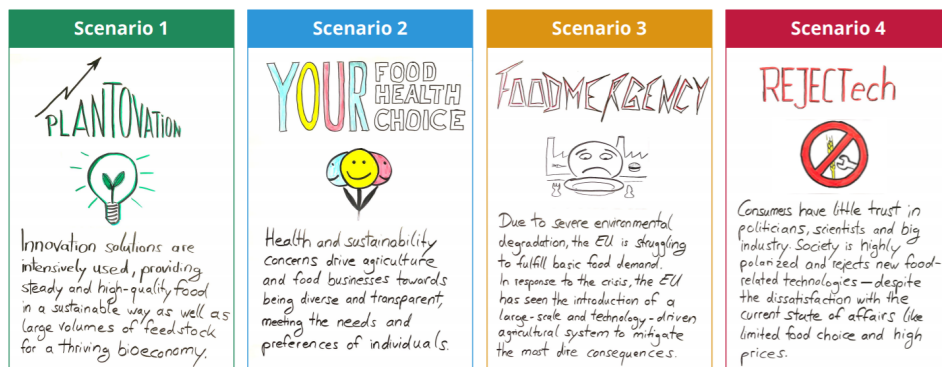 Scenario 1
PLANTOVATION
Innovation solutions are
intensively used, providing
steady and high-quality food
in a sustainable way as well as
large volumes of feedstock
for a thriving bioeconomy.
Scenario 2
YOUR FOOD
HEALTH
CHOICE
Health and sustainability
concerns drive agriculture
and food businesses towards
being diverse and transparent,
meeting the needs and
preferences of individuals.
Scenario 3
FOODMERGENCY
Due to severe environmental
degradation, the EU is struggling
to fulfill basic food demand.
In response to the crisis, the EU
has seen the introduction of a
large-scale and technology-driven
agricultural system to mitigate
the most dire consequences.
Scenario 4
REJECTech
Consumers have little trust in
politicians, scientists and big
industry. Society is highly
polarized and rejects new food-
related technologies — despite
the dissatisfaction with the
current state of affairs like
limited food choice and high
prices.